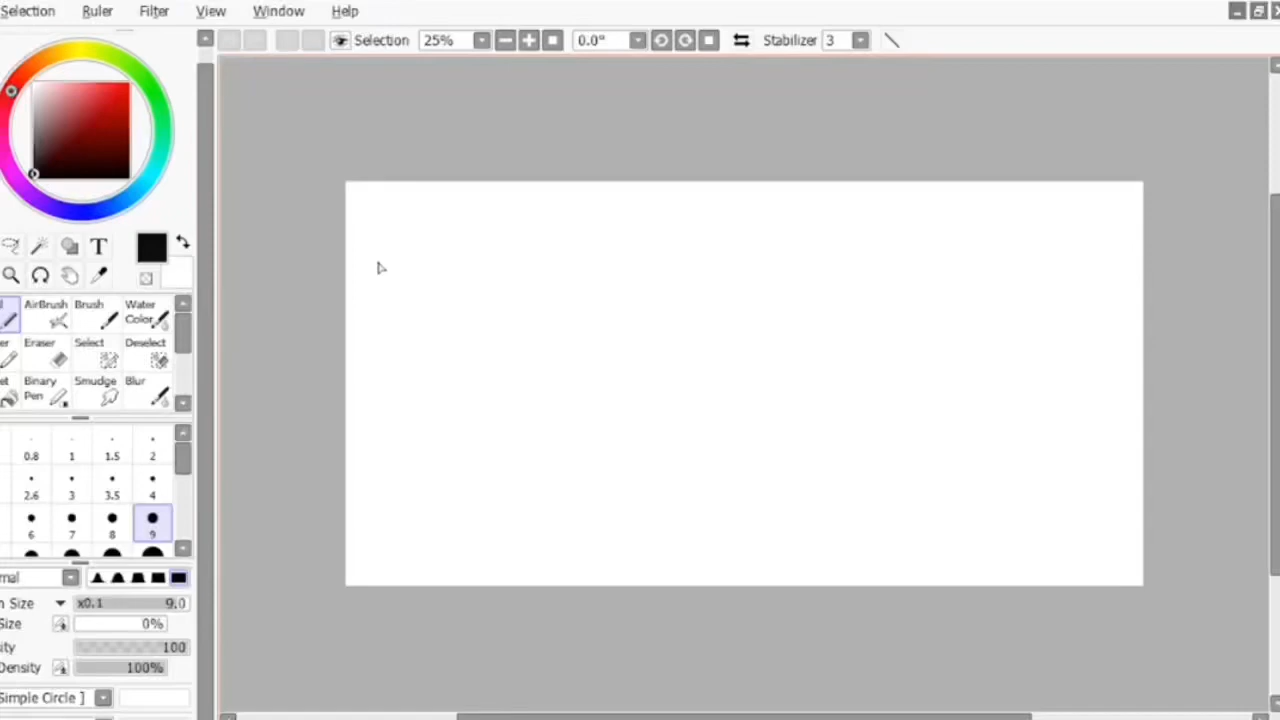 Selection Ruler Filter View Window Help
Selection 25% 0.0° Stabilizer 3
T
AirBrush Brush Water Color
Eraser Select Deselect
Binary Pen Smudge Blur
0.8 1 1.5 2
2.6 3 3.5 4
6 7 8 9
Size x0.1 9.0
Size 0%
100
Density 100%
Simple Circle ]